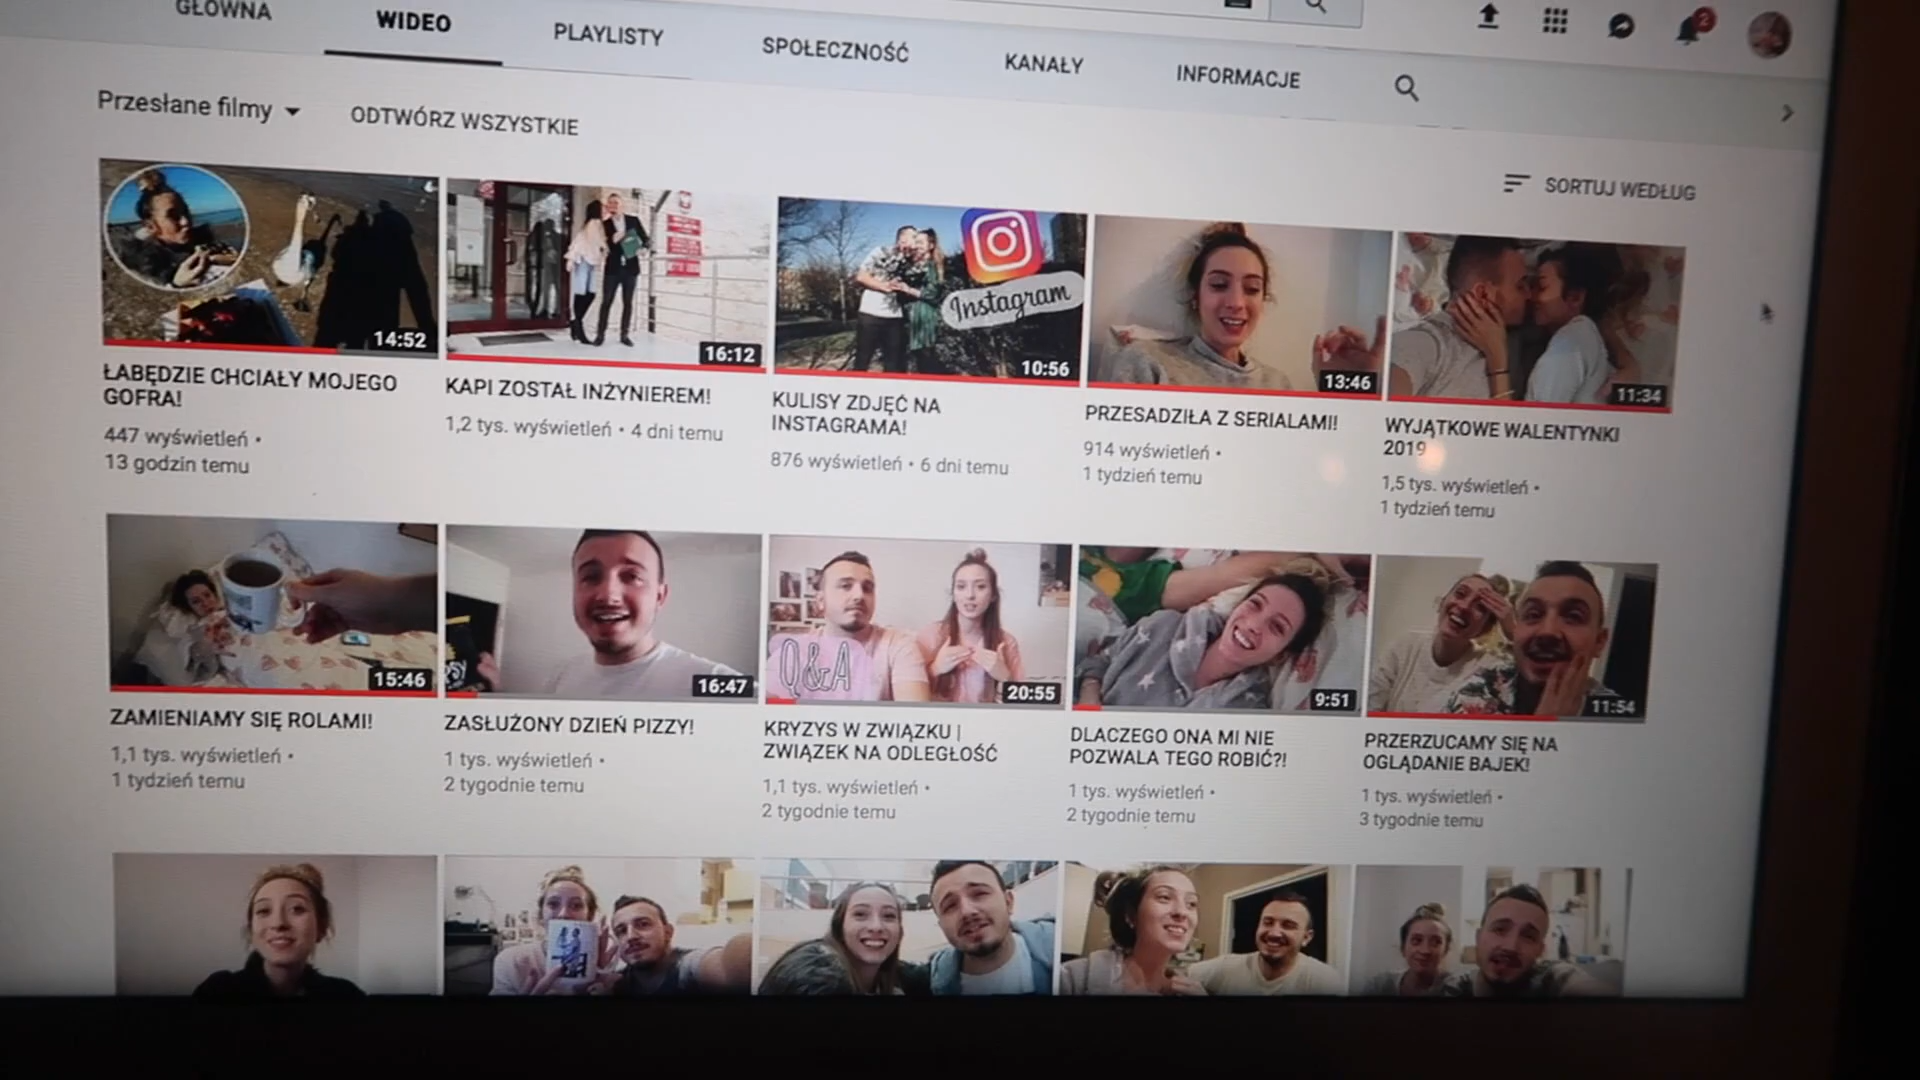 GŁÓWNA
WIDEO
PLAYLISTY
SPOŁECZNOŚĆ
KANAŁY
INFORMACJE
2
Przesłane filmy
ODTWÓRZ WSZYSTKIE
SORTUJ WEDŁUG
14:52
16:12
Instagram
10:56
13:46
11:34
ŁABĘDZIE CHCIAŁY MOJEGO
GOFRA!
447 wyświetleń •
13 godzin temu
KAPI ZOSTAŁ INŻYNIEREM!
1,2 tys. wyświetleń • 4 dni temu
KULISY ZDJĘĆ NA
INSTAGRAMA!
876 wyświetleń • 6 dni temu
PRZESADZIŁA Z SERIALAMI!
914 wyświetleń •
1 tydzień temu
WYJĄTKOWE WALENTYNKI
2019
1,5 tys. wyświetleń •
1 tydzień temu
15:46
16:47
Q&A
20:55
9:51
11:54
ZAMIENIAMY SIĘ ROLAMI!
1,1 tys. wyświetleń •
1 tydzień temu
ZASŁUŻONY DZIEŃ PIZZY!
1 tys. wyświetleń •
2 tygodnie temu
KRYZYS W ZWIĄZKU |
ZWIĄZEK NA ODLEGŁOŚĆ
1,1 tys. wyświetleń •
2 tygodnie temu
DLACZEGO ONA MI NIE
POZWALA TEGO ROBIĆ?!
1 tys. wyświetleń •
2 tygodnie temu
PRZERZUCAMY SIĘ NA
OGLĄDANIE BAJEK!
1 tys. wyświetleń •
3 tygodnie temu